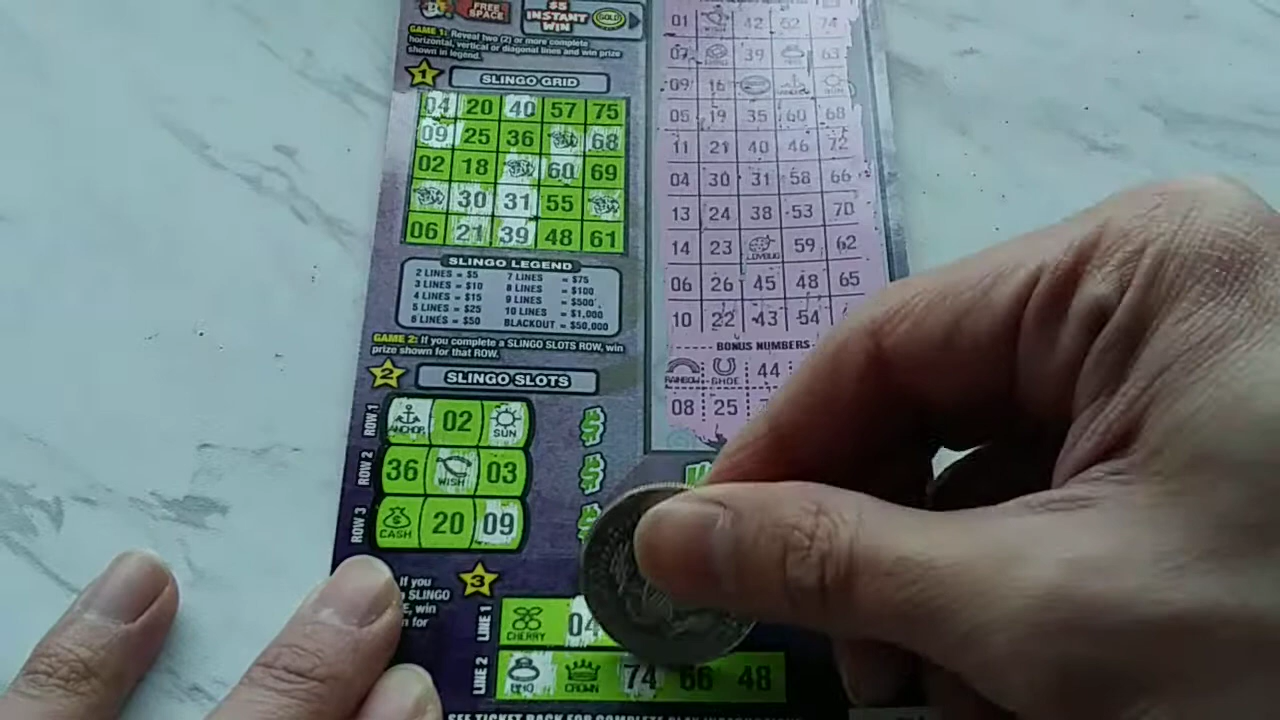 FREE
SPACE
$5
INSTANT
WIN
GOLD
GAME 1: Reveal two (2) or more complete
horizontal, vertical or diagonal lines and win prize
shown in legend.
1
SLINGO GRID
04 20 40 57 75
09 25 36 68
02 18 60 69
30 31 55
06 21 39 48 61
SLINGO LEGEND
2 LINES = $5 7 LINES = $75
3 LINES = $10 8 LINES = $100
4 LINES = $15 9 LINES = $500
5 LINES = $25 10 LINES = $1,000
6 LINES = $50 BLACKOUT = $50,000
GAME 2: If you complete a SLINGO SLOTS ROW, win
prize shown for that ROW.
2
SLINGO SLOTS
ROW 1
ANCHOR 02 SUN
$
ROW 2
36 WISH 03
$
ROW 3
CASH 20 09
$
If you
SLINGO
win
for
3
LINE 1
CHERRY 04
LINE 2
CROWN 74 66 48
01 42 52 74
07 39 63
09 16
05 19 35 60 68
11 21 40 46 72
04 30 31 58 66
13 24 38 53 70
14 23 LOVEBUG 59 62
06 26 45 48 65
10 22 43 54
BONUS NUMBERS
RAINBOW SHOE 44
08 25